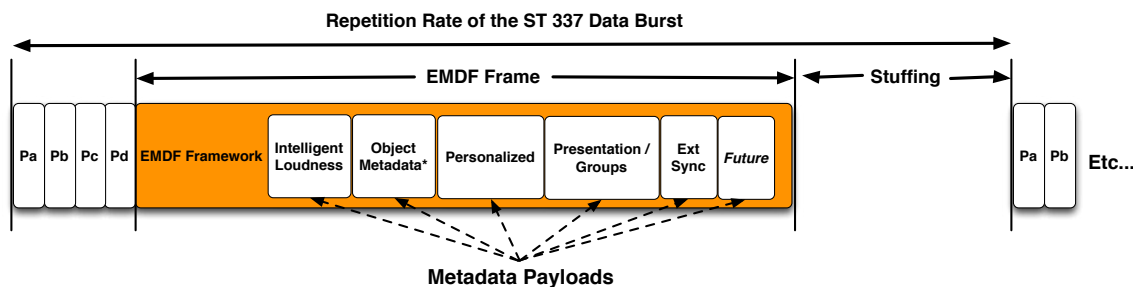 Repetition Rate of the ST 337 Data Burst
EMDF Frame
Stuffing
Pa
Pb
Pc
Pd
EMDF Framework
Intelligent
Loudness
Object
Metadata*
Personalized
Presentation /
Groups
Ext
Sync
Future
Pa
Pb
Etc...
Metadata Payloads